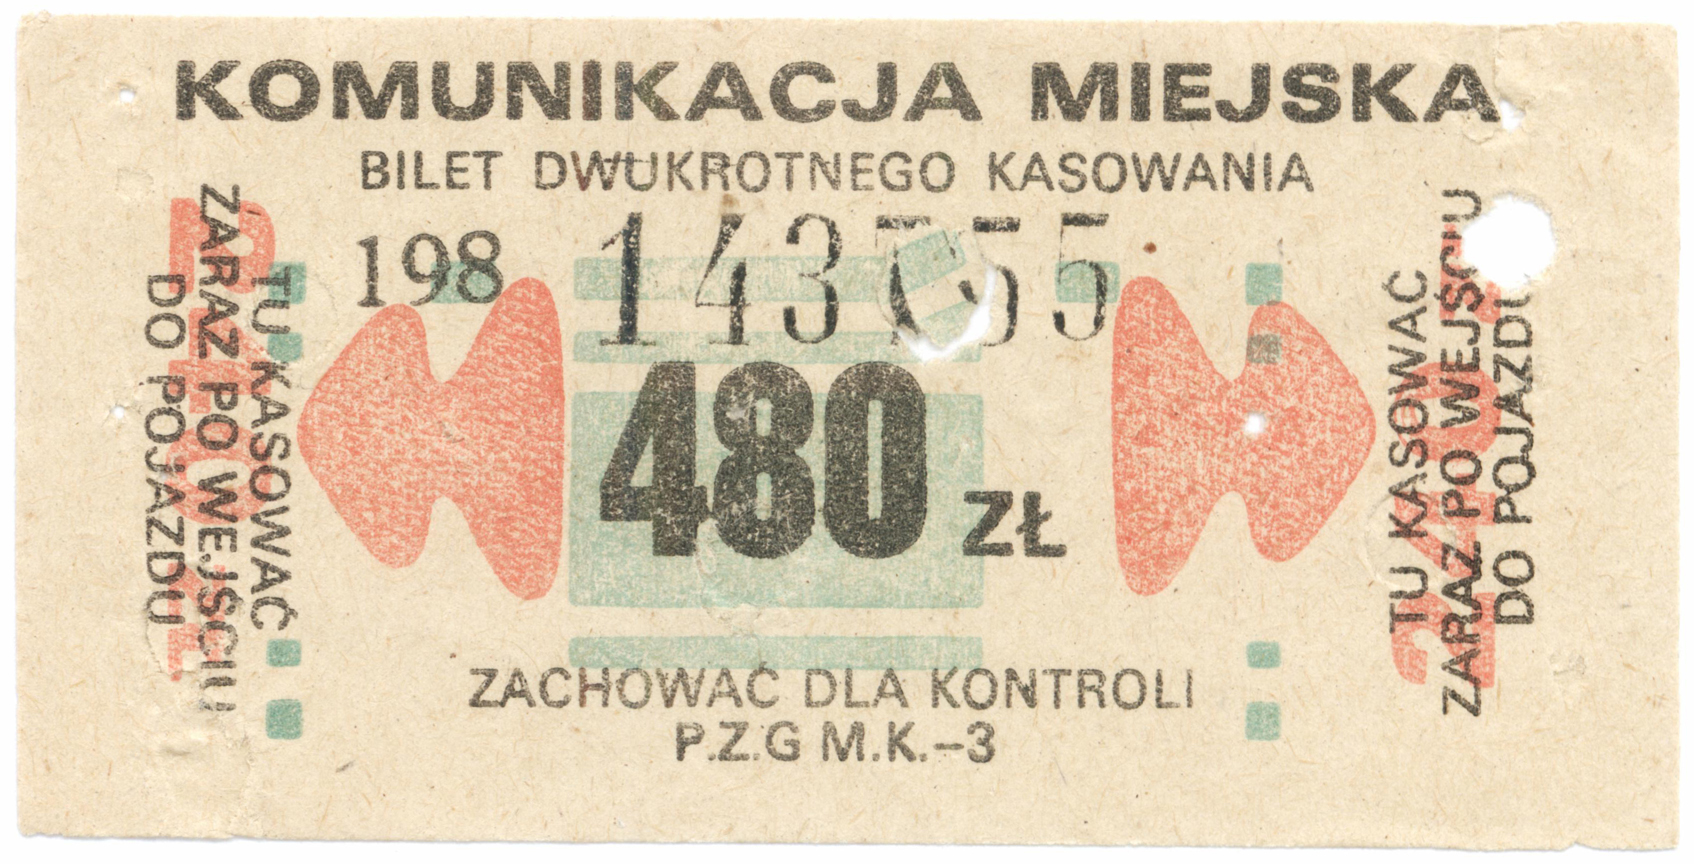 KOMUNIKACJA MIEJSKA
BILET DWUKROTNEGO KASOWANIA
198
480 ZŁ
ZACHOWAĆ DLA KONTROLI
P.Z.G M.K.-3
TU KASOWAĆ
ZARAZ PO WEJŚCIU
DO POJAZDU
TU KASOWAĆ
ZARAZ PO WEJŚCIU
DO POJAZDU